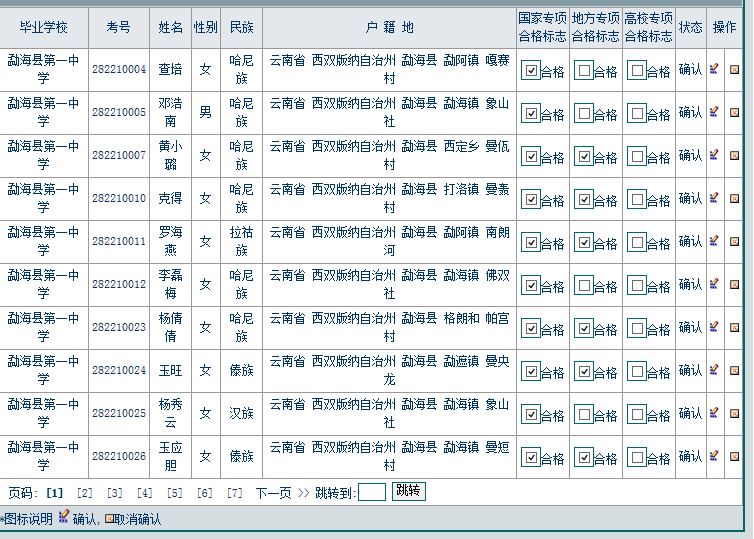 毕业学校 考号 姓名 性别 民族 户 籍 地 国家专项合格标志 地方专项合格标志 高校专项合格标志 状态 操作
勐海县第一中学 282210004 查培 女 哈尼族 云南省 西双版纳自治州 勐海县 勐阿镇 嘎赛村 合格 合格 合格 确认
勐海县第一中学 282210005 邓浩南 男 哈尼族 云南省 西双版纳自治州 勐海县 勐海镇 象山社 合格 合格 合格 确认
勐海县第一中学 282210007 黄小璐 女 哈尼族 云南省 西双版纳自治州 勐海县 西定乡 曼佤村 合格 合格 合格 确认
勐海县第一中学 282210010 克得 女 哈尼族 云南省 西双版纳自治州 勐海县 打洛镇 曼轰村 合格 合格 合格 确认
勐海县第一中学 282210011 罗海燕 女 拉祜族 云南省 西双版纳自治州 勐海县 勐阿镇 南朗河 合格 合格 合格 确认
勐海县第一中学 282210012 李磊梅 女 哈尼族 云南省 西双版纳自治州 勐海县 勐海镇 佛双社 合格 合格 合格 确认
勐海县第一中学 282210023 杨倩倩 女 哈尼族 云南省 西双版纳自治州 勐海县 格朗和 帕宫村 合格 合格 合格 确认
勐海县第一中学 282210024 玉旺 女 傣族 云南省 西双版纳自治州 勐海县 勐遮镇 曼央龙 合格 合格 合格 确认
勐海县第一中学 282210025 杨秀云 女 汉族 云南省 西双版纳自治州 勐海县 勐海镇 象山社 合格 合格 合格 确认
勐海县第一中学 282210026 玉应胆 女 傣族 云南省 西双版纳自治州 勐海县 勐海镇 曼短村 合格 合格 合格 确认
页码: [1] [2] [3] [4] [5] [6] [7] 下一页 >> 跳转到: 跳转
*图标说明 确认, 取消确认